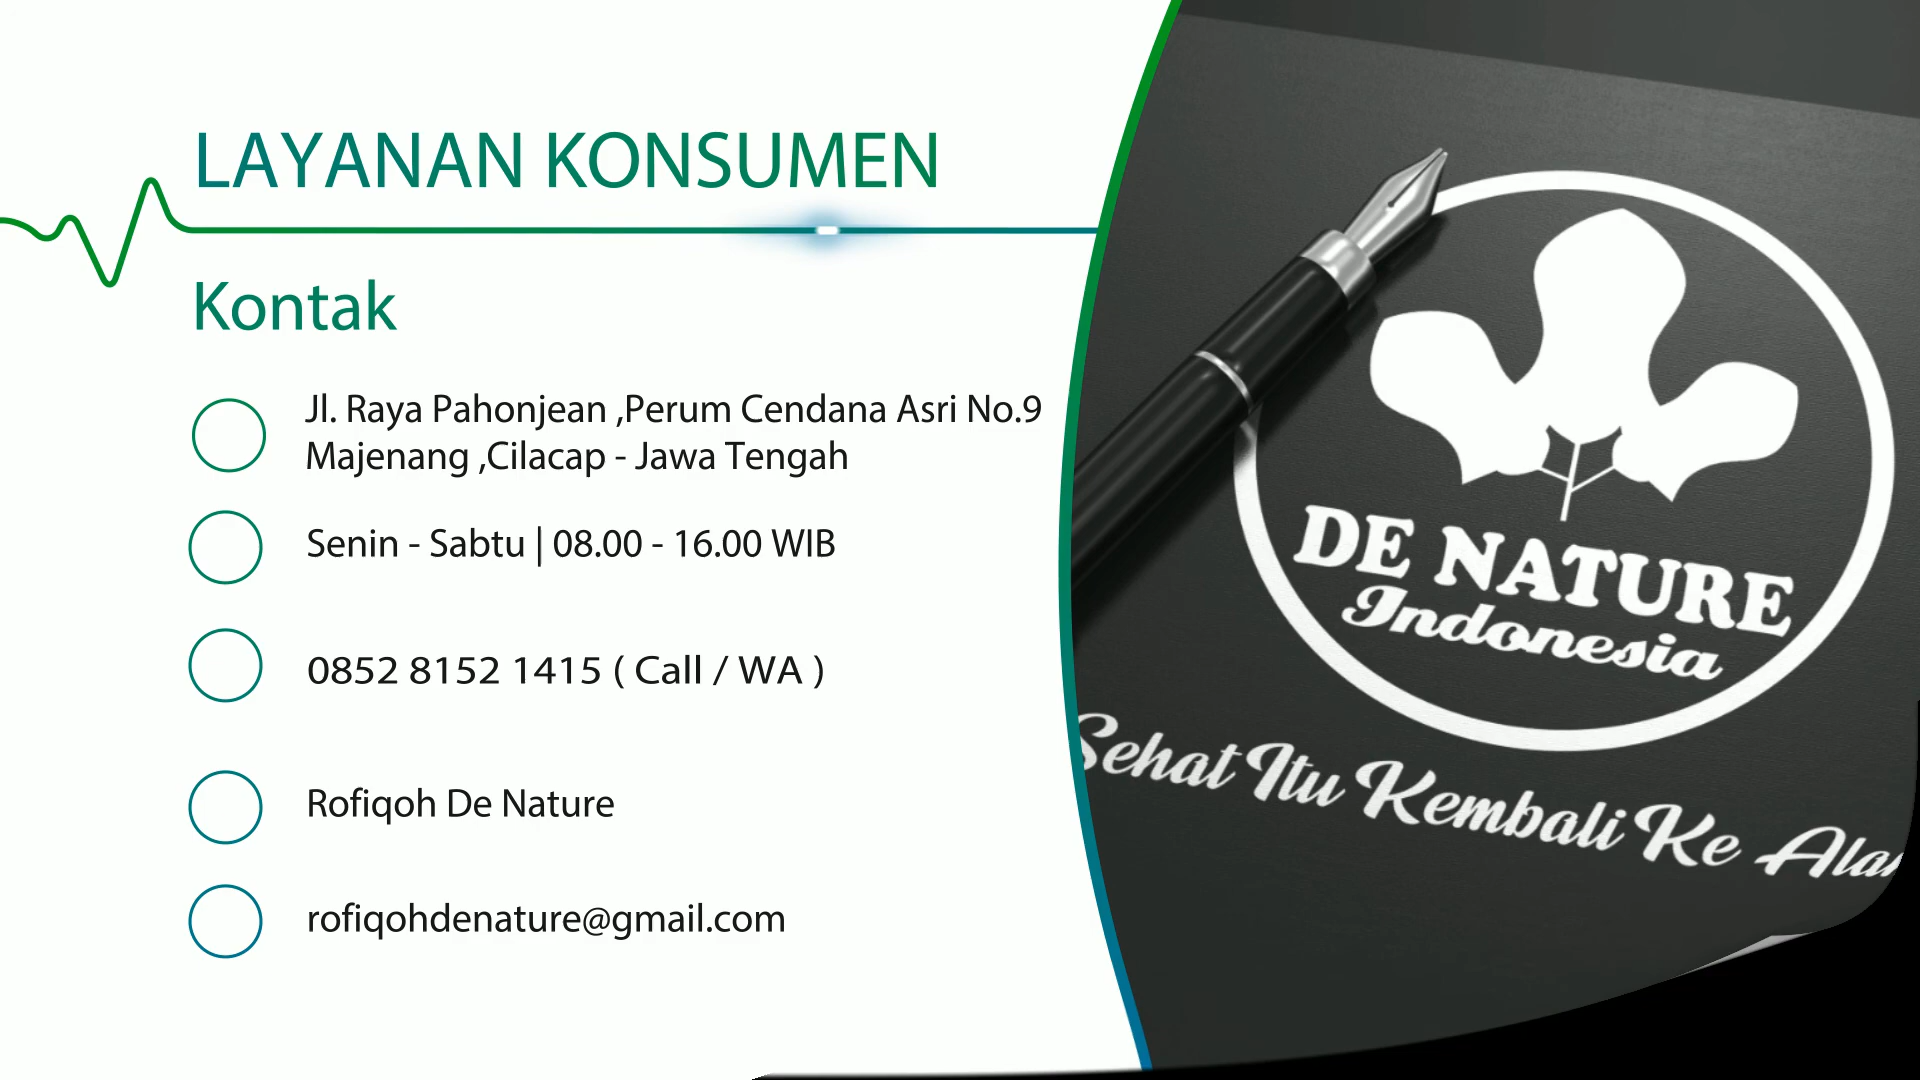 LAYANAN KONSUMEN
Kontak
Jl. Raya Pahonjean ,Perum Cendana Asri No.9
Majenang ,Cilacap - Jawa Tengah
Senin - Sabtu | 08.00 - 16.00 WIB
0852 8152 1415 ( Call / WA )
Rofiqoh De Nature
rofiqohdenature@gmail.com
DE NATURE
Indonesia
Sehat Itu Kembali Ke